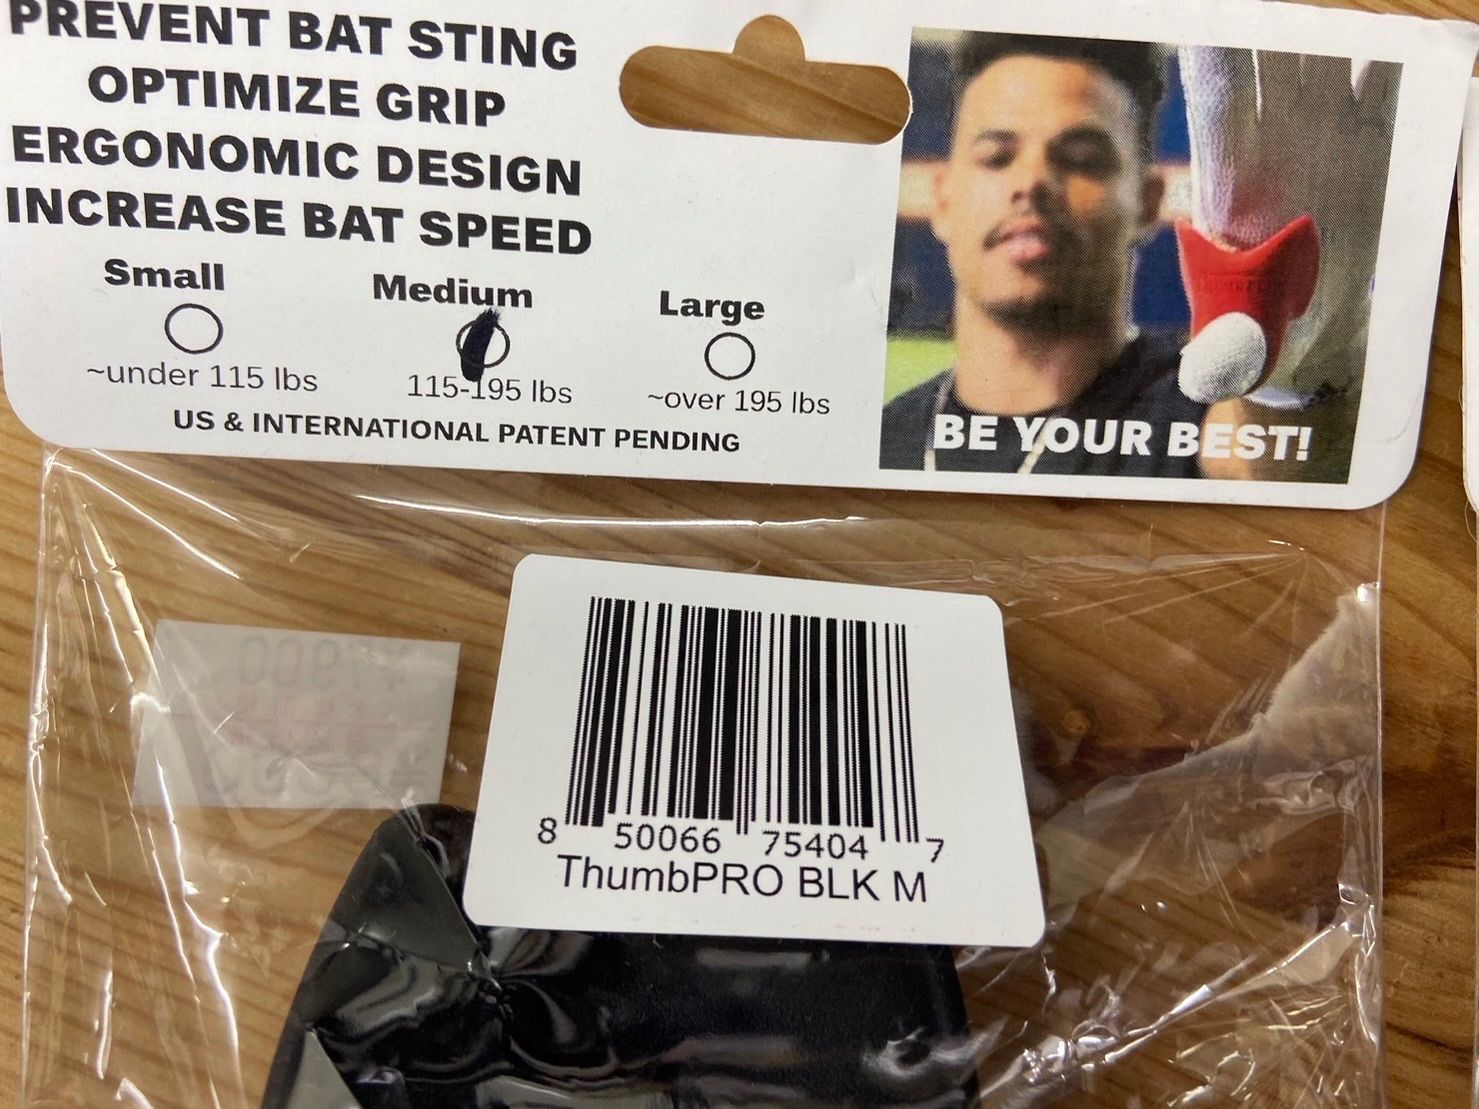 PREVENT BAT STING
OPTIMIZE GRIP
ERGONOMIC DESIGN
INCREASE BAT SPEED
Small
Medium
Large
~under 115 lbs
115-195 lbs
~over 195 lbs
US & INTERNATIONAL PATENT PENDING
BE YOUR BEST!
8 50066 75404 7
ThumbPRO BLK M